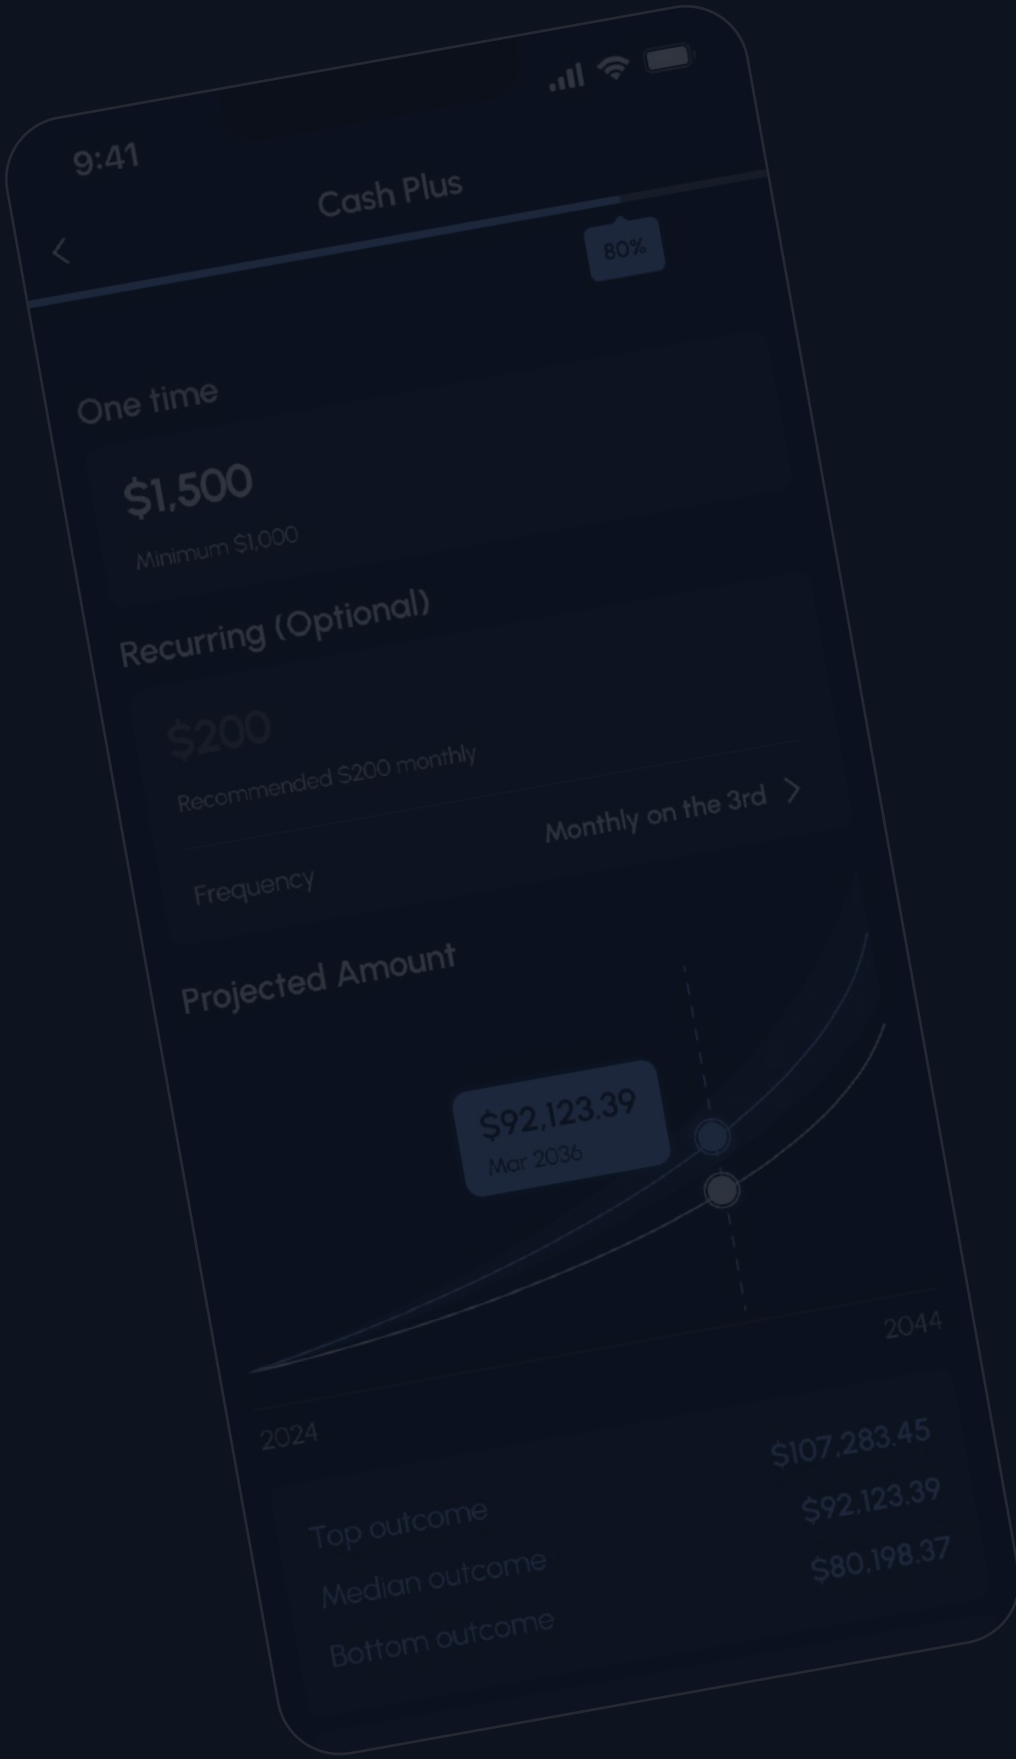 9:41
Cash Plus
80%
One time
$1,500
Minimum $1,000
Recurring (Optional)
$200
Recommended $200 monthly
Frequency
Monthly on the 3rd
Projected Amount
$92,123.39
Mar 2036
2024
2044
Top outcome
$107,283.45
Median outcome
$92,123.39
Bottom outcome
$80,198.37